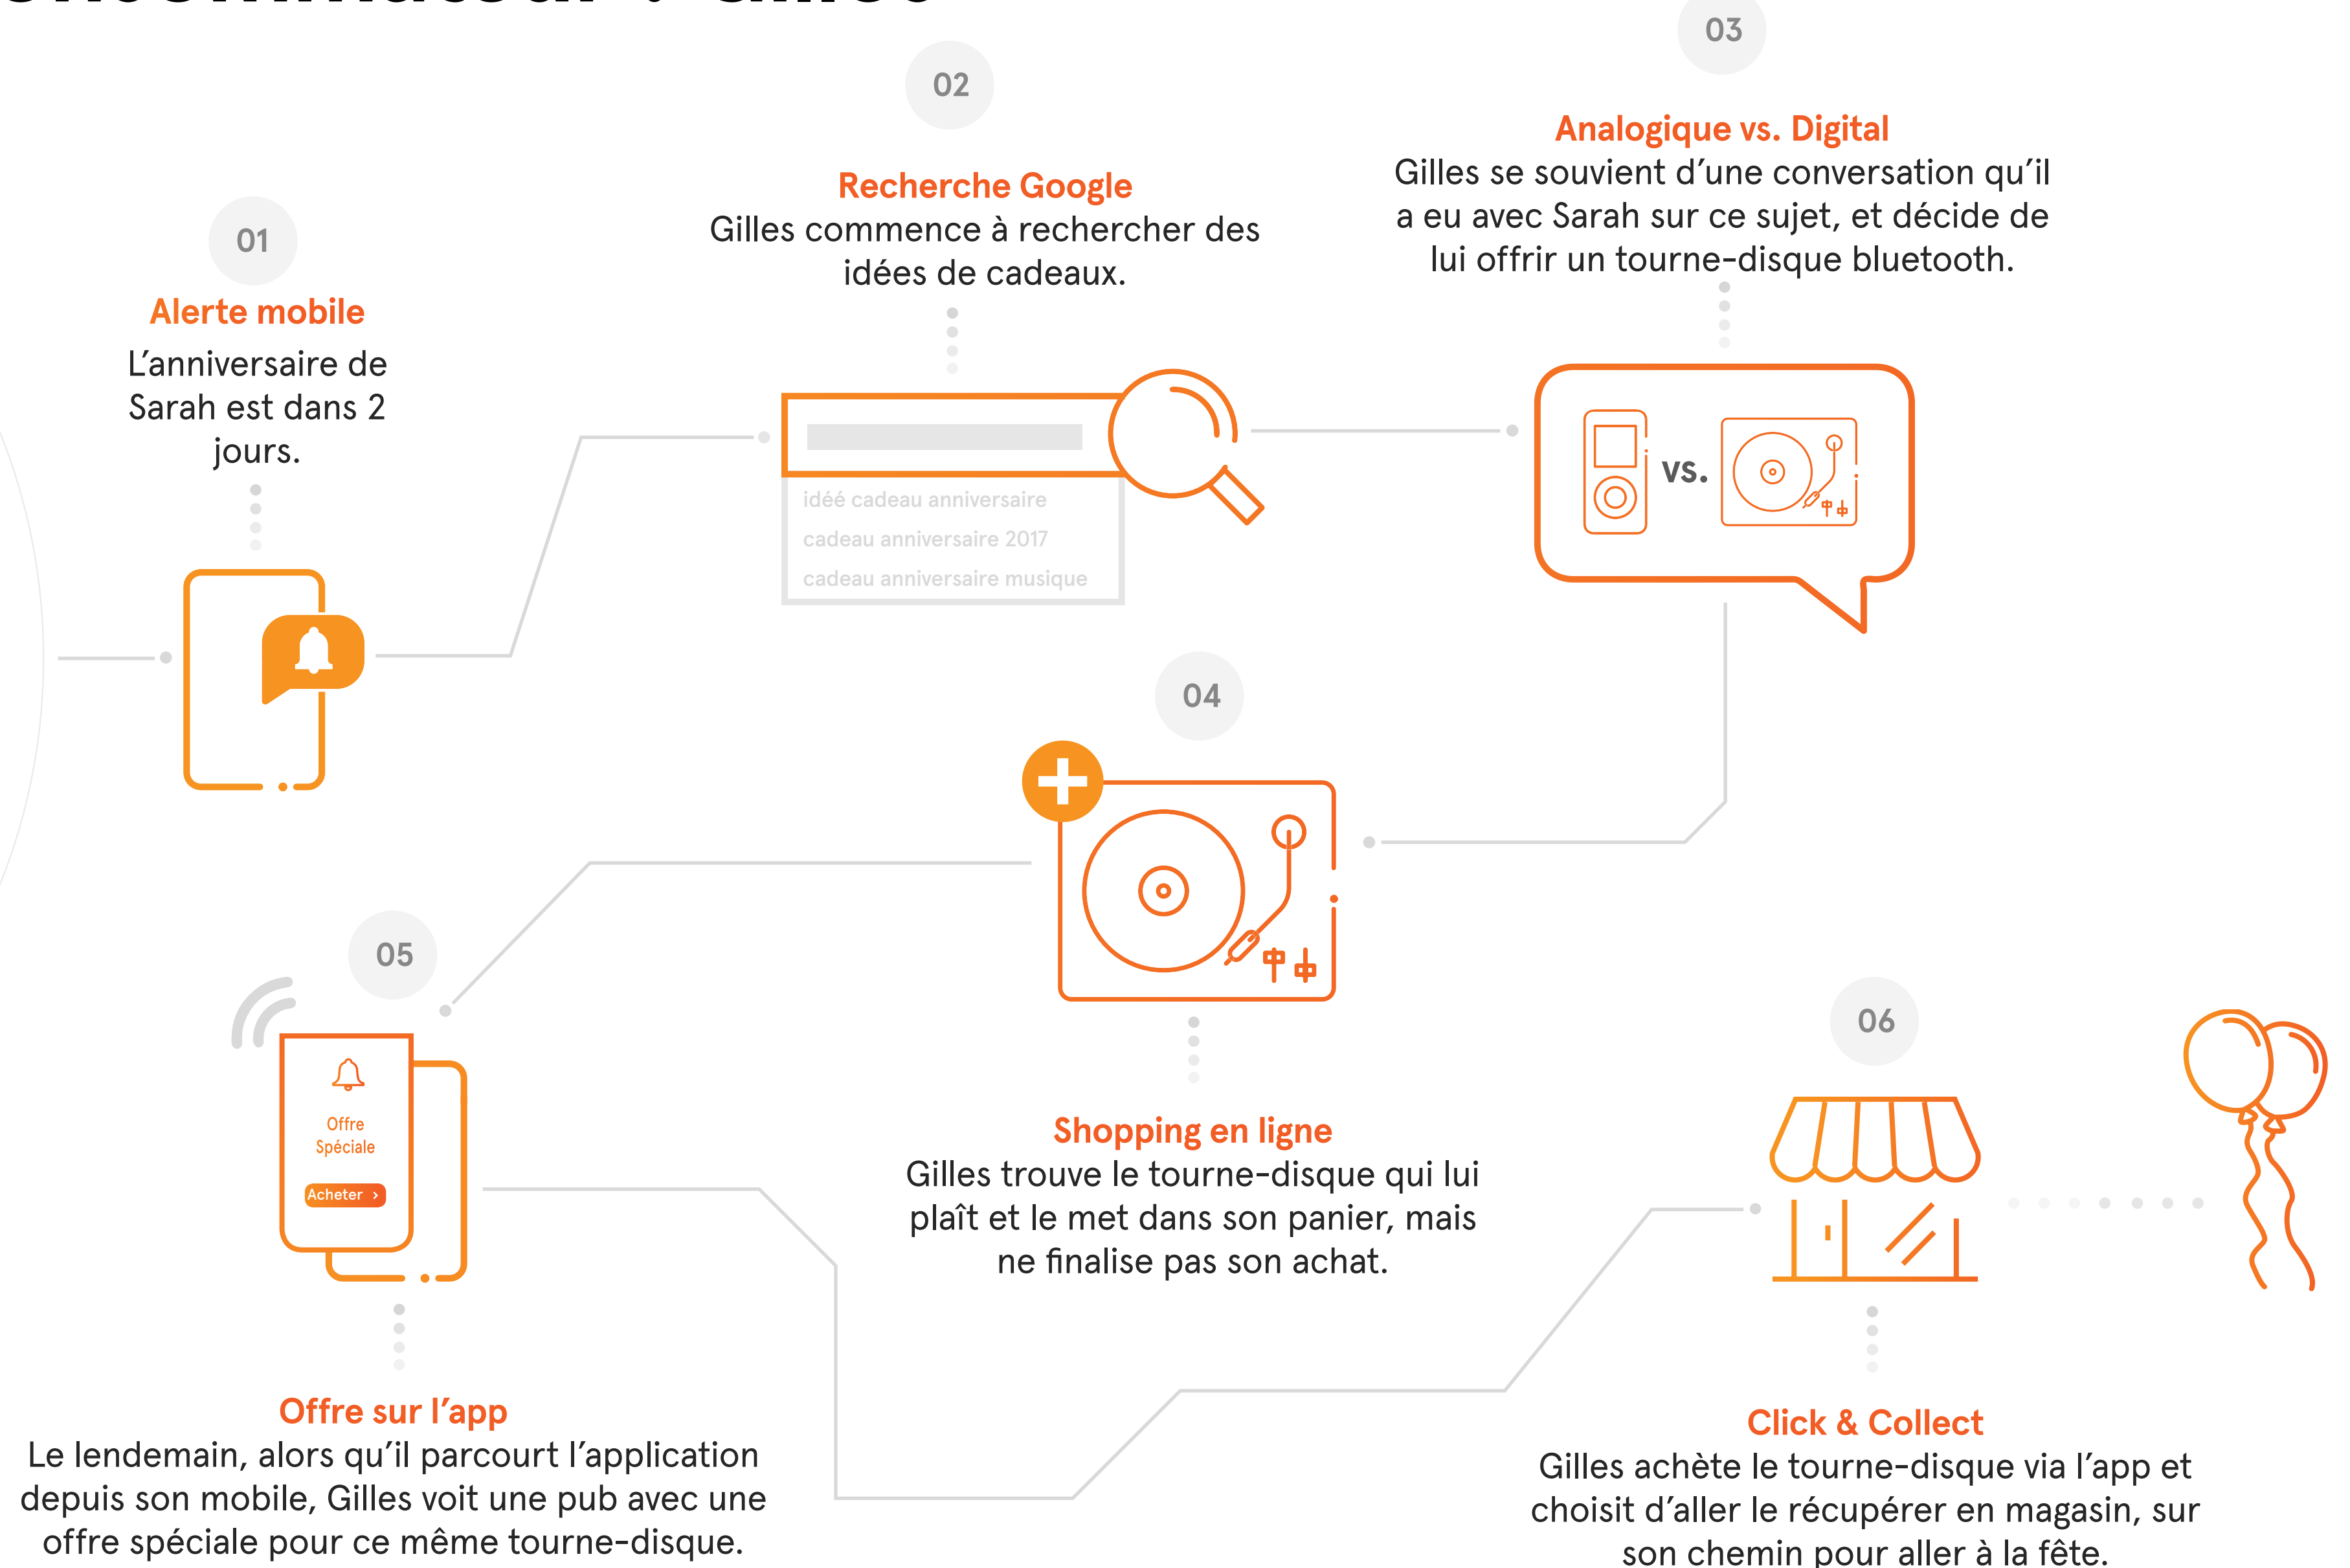 01
Alerte mobile
L’anniversaire de
Sarah est dans 2
jours.
02
Recherche Google
Gilles commence à rechercher des
idées de cadeaux.
idéé cadeau anniversaire
cadeau anniversaire 2017
cadeau anniversaire musique
03
Analogique vs. Digital
Gilles se souvient d’une conversation qu’il
a eu avec Sarah sur ce sujet, et décide de
lui offrir un tourne-disque bluetooth.
vs.
04
Shopping en ligne
Gilles trouve le tourne-disque qui lui
plaît et le met dans son panier, mais
ne finalise pas son achat.
05
Offre
Spéciale
Acheter ›
Offre sur l’app
Le lendemain, alors qu’il parcourt l’application
depuis son mobile, Gilles voit une pub avec une
offre spéciale pour ce même tourne-disque.
06
Click & Collect
Gilles achète le tourne-disque via l’app et
choisit d’aller le récupérer en magasin, sur
son chemin pour aller à la fête.